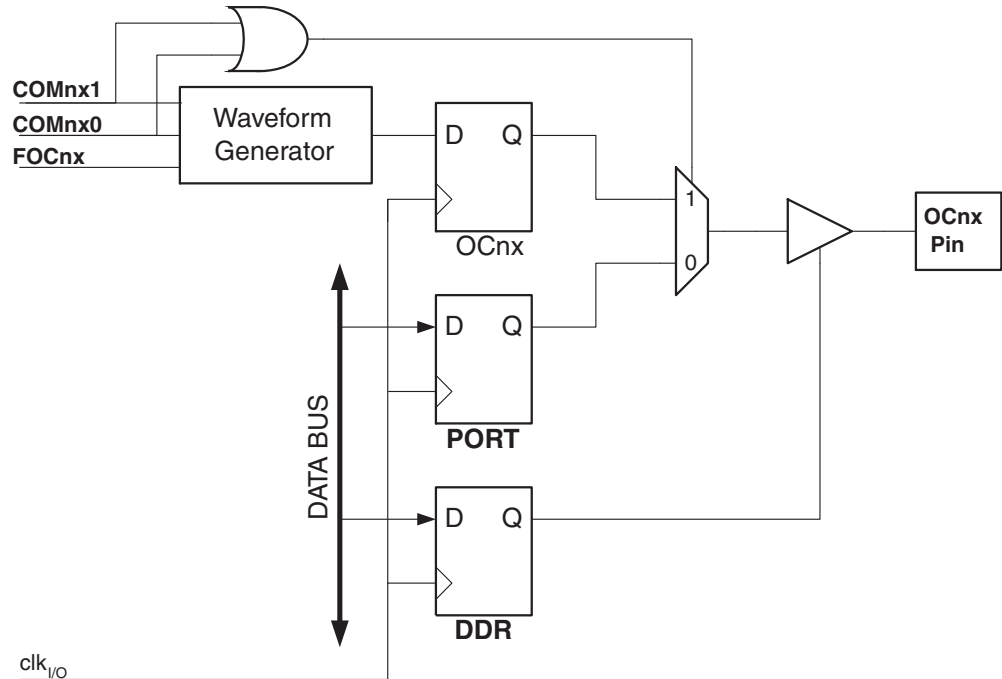 COMnx1
COMnx0
FOCnx
Waveform
Generator
D Q
OCnx
1
0
OCnx
Pin
D Q
PORT
DATA BUS
D Q
DDR
clkI/O